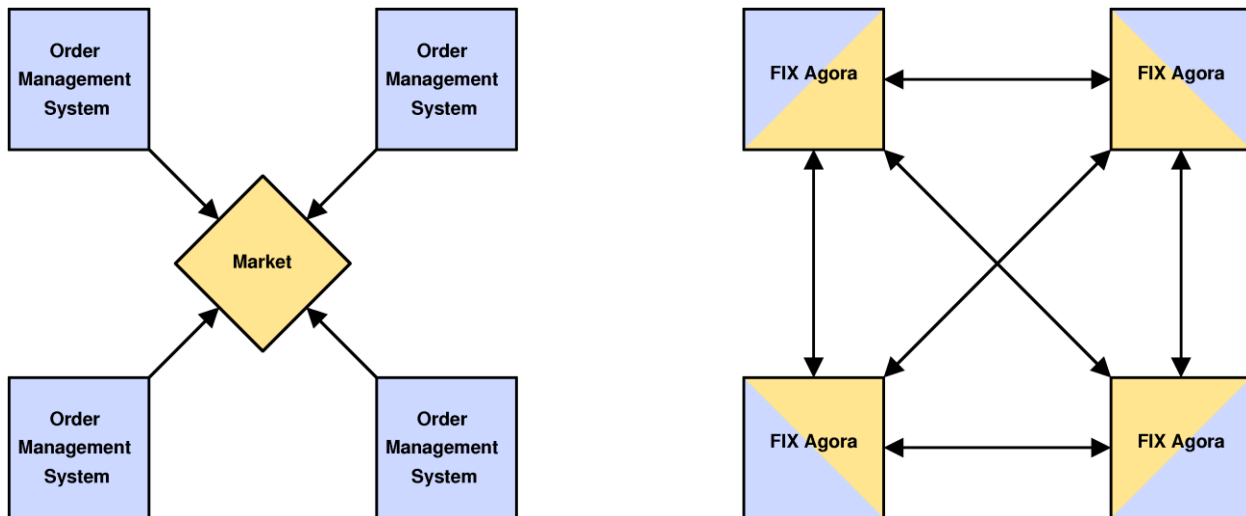 Order
Management
System
Order
Management
System
FIX Agora
FIX Agora
Market
Order
Management
System
Order
Management
System
FIX Agora
FIX Agora